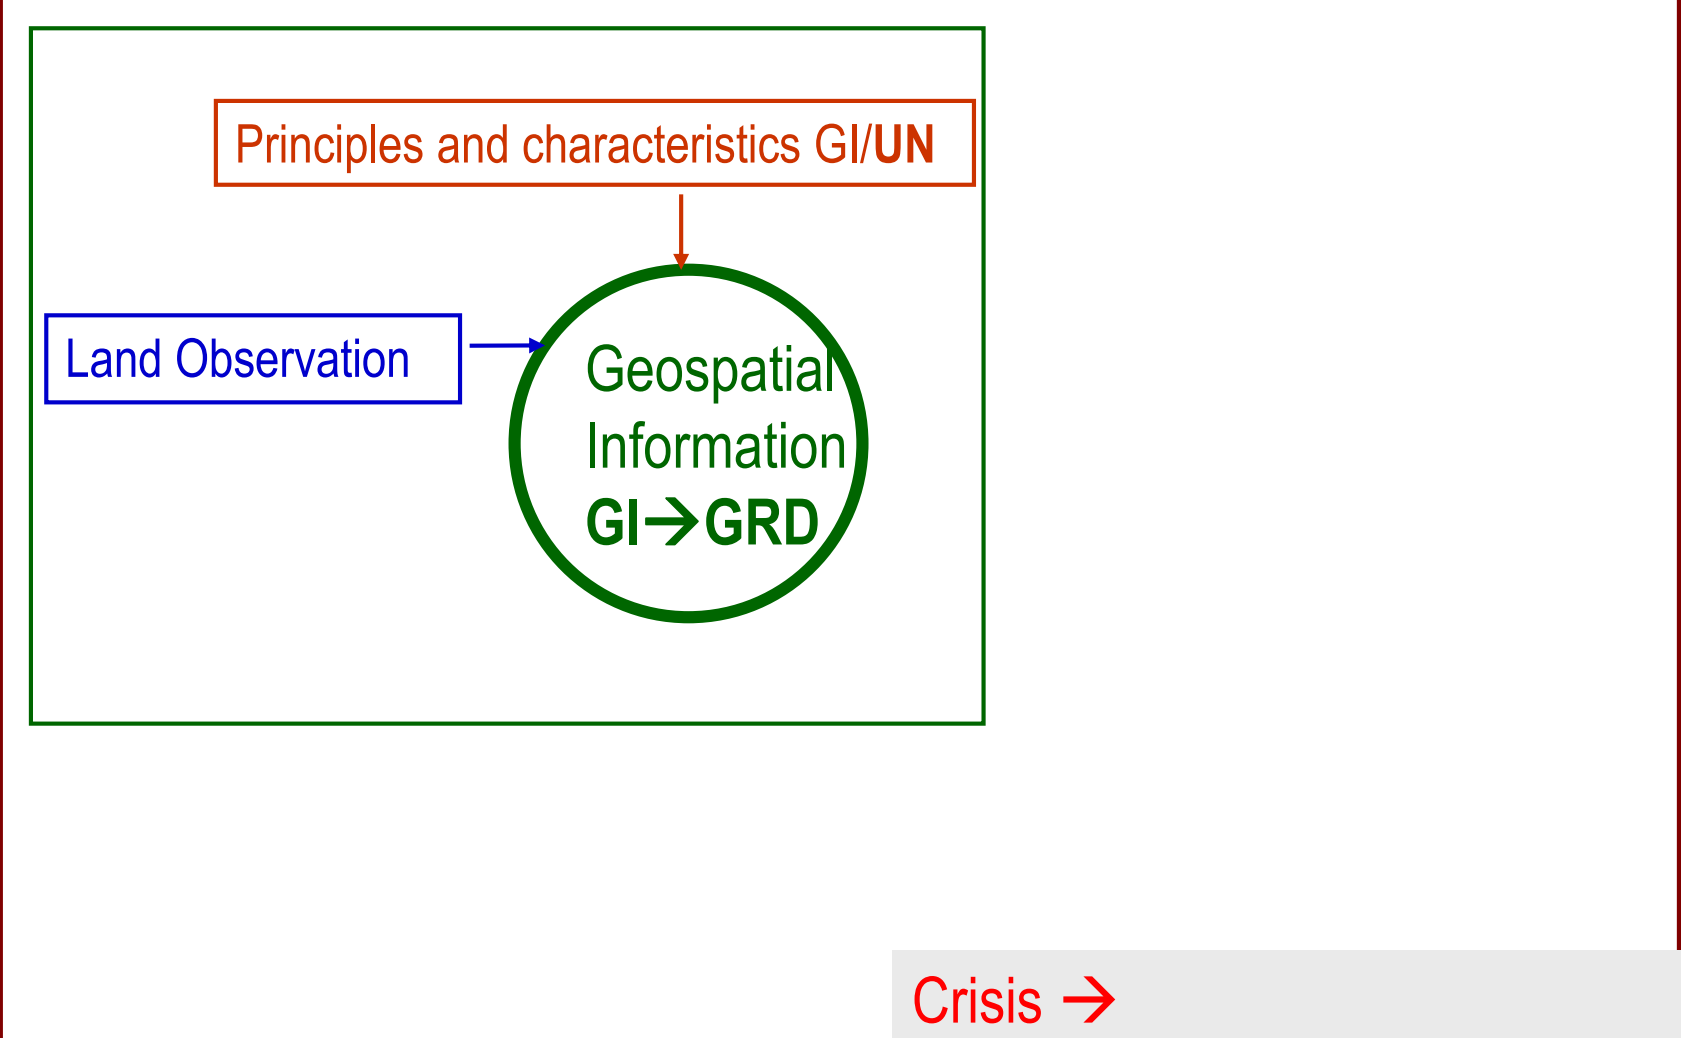 Principles and characteristics GI/UN
Land Observation
Geospatial
Information
GI→GRD
Crisis →